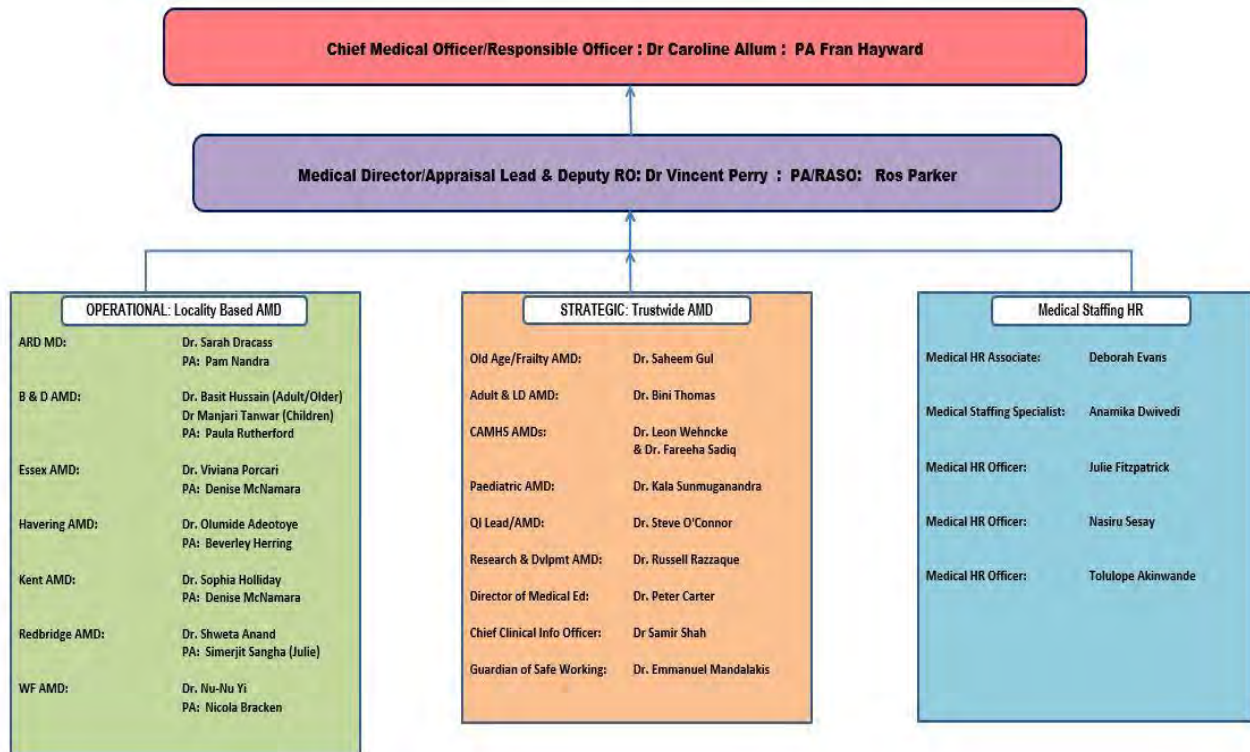 Chief Medical Officer/Responsible Officer : Dr Caroline Allum : PA Fran Hayward
Medical Director/Appraisal Lead & Deputy RO: Dr Vincent Perry : PA/RASO: Ros Parker
OPERATIONAL: Locality Based AMD
ARD MD: Dr. Sarah Dracass
PA: Pam Nandra
B & D AMD: Dr. Basit Hussain (Adult/Older)
Dr Manjari Tanwar (Children)
PA: Paula Rutherford
Essex AMD: Dr. Viviana Porcari
PA: Denise McNamara
Havering AMD: Dr. Olumide Adeotoye
PA: Beverley Herring
Kent AMD: Dr. Sophia Holliday
PA: Denise McNamara
Redbridge AMD: Dr. Shweta Anand
PA: Simerjit Sangha (Julie)
WF AMD: Dr. Nu-Nu Yi
PA: Nicola Bracken
STRATEGIC: Trustwide AMD
Old Age/Frailty AMD: Dr. Saheem Gul
Adult & LD AMD: Dr. Bini Thomas
CAMHS AMDs: Dr. Leon Wehncke
& Dr. Fareeha Sadiq
Paediatric AMD: Dr. Kala Sunmuganandra
QI Lead/AMD: Dr. Steve O'Connor
Research & Dvlpmt AMD: Dr. Russell Razzaque
Director of Medical Ed: Dr. Peter Carter
Chief Clinical Info Officer: Dr Samir Shah
Guardian of Safe Working: Dr. Emmanuel Mandalakis
Medical Staffing HR
Medical HR Associate: Deborah Evans
Medical Staffing Specialist: Anamika Dwivedi
Medical HR Officer: Julie Fitzpatrick
Medical HR Officer: Nasiru Sesay
Medical HR Officer: Tolulope Akinwande